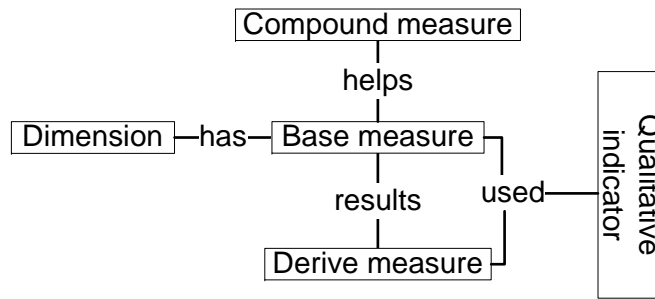 Compound measure
helps
Dimension
has
Base measure
results
used
Derive measure
Qualitative
indicator